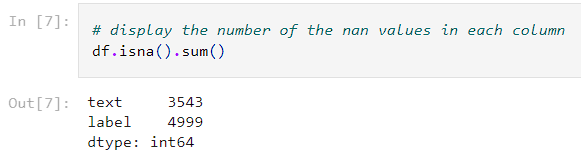 In [7]:
# display the number of the nan values in each column
df.isna().sum()
Out[7]:
text 3543
label 4999
dtype: int64